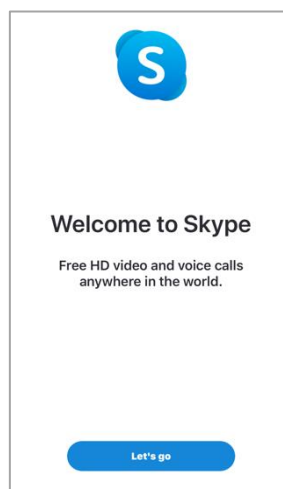 S
Welcome to Skype
Free HD video and voice calls
anywhere in the world.
Let's go